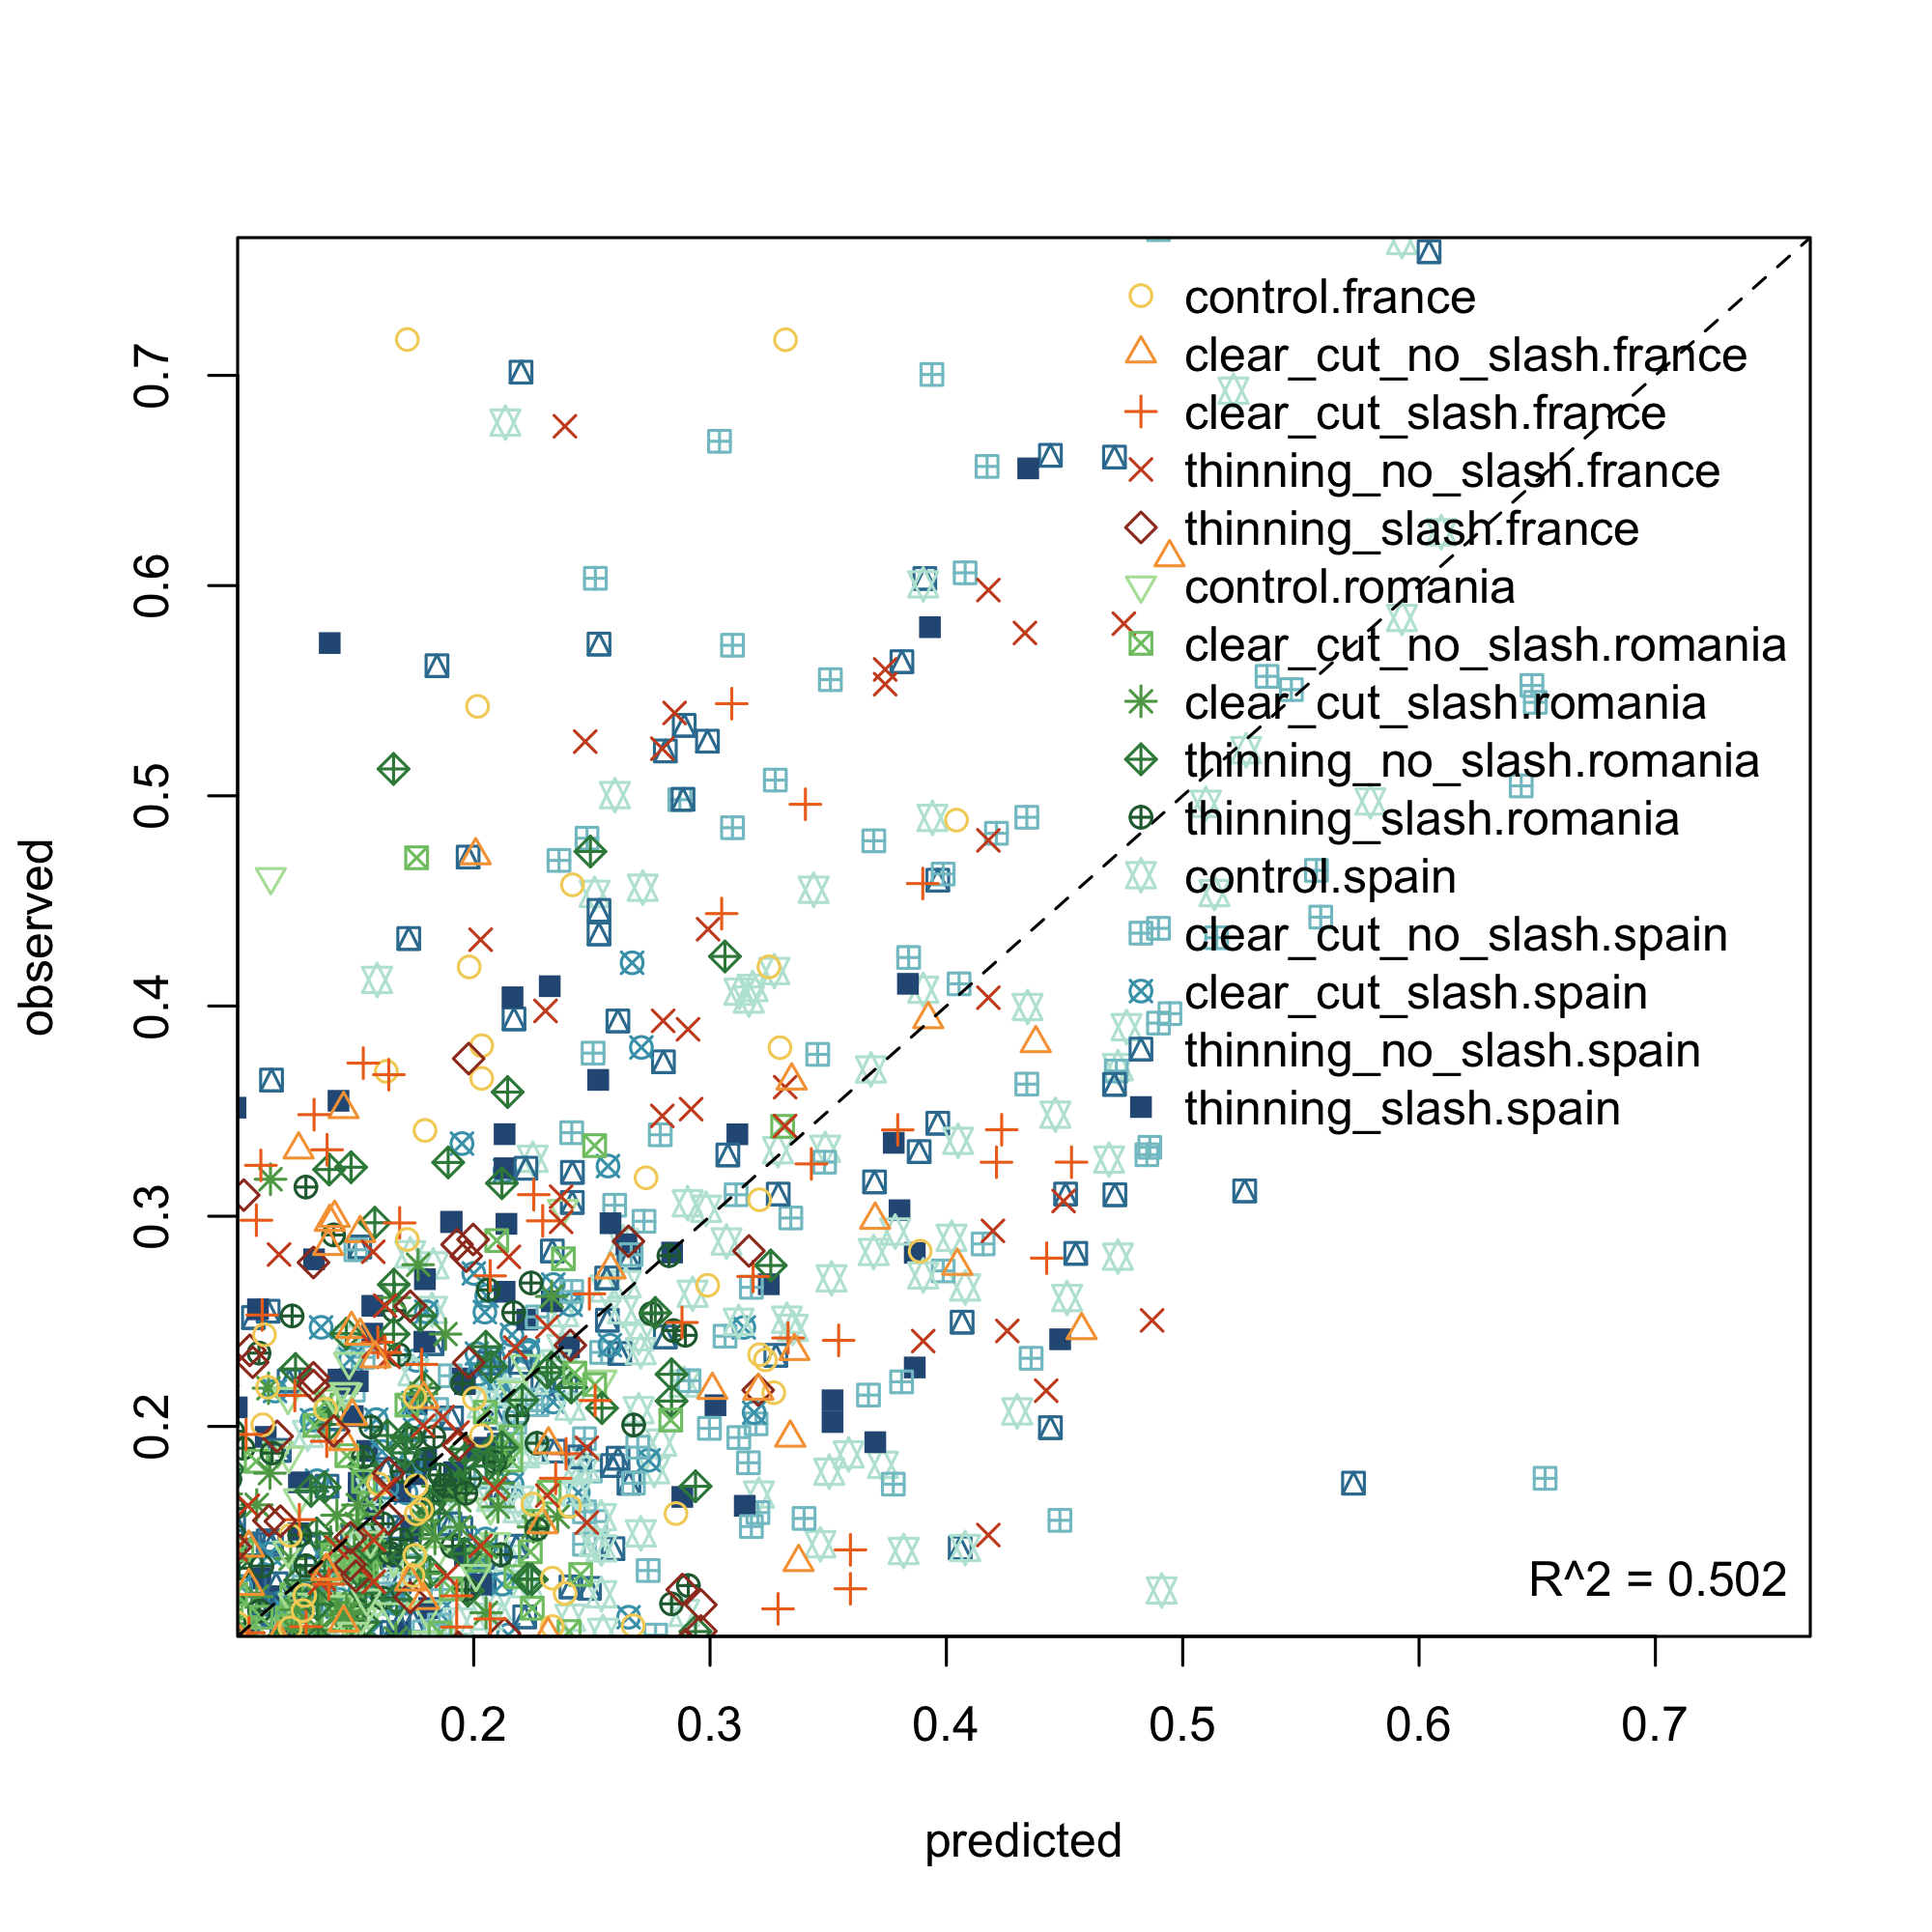 control.france
clear_cut_no_slash.france
clear_cut_slash.france
thinning_no_slash.france
thinning_slash.france
control.romania
clear_cut_no_slash.romania
clear_cut_slash.romania
thinning_no_slash.romania
thinning_slash.romania
control.spain
clear_cut_no_slash.spain
clear_cut_slash.spain
thinning_no_slash.spain
thinning_slash.spain
R^2 = 0.502
0.7
0.6
0.5
0.4
0.3
0.2
observed
0.2 0.3 0.4 0.5 0.6 0.7
predicted